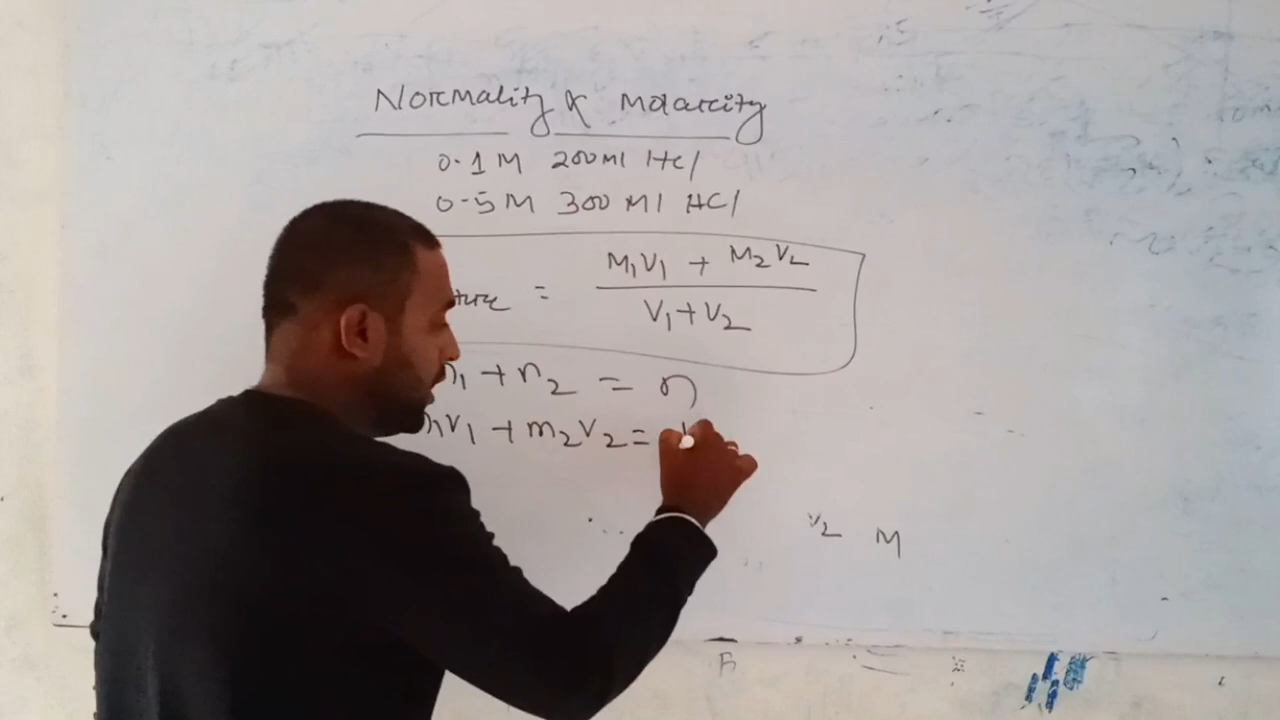 Normality & Molarity
0.1 M 200 Ml HCl
0.5 M 300 Ml HCl
M₁V₁ + M₂V₂
=
V₁+V₂
n₁ + n₂ = n
V₁ + m₂V₂ =
V₂ M